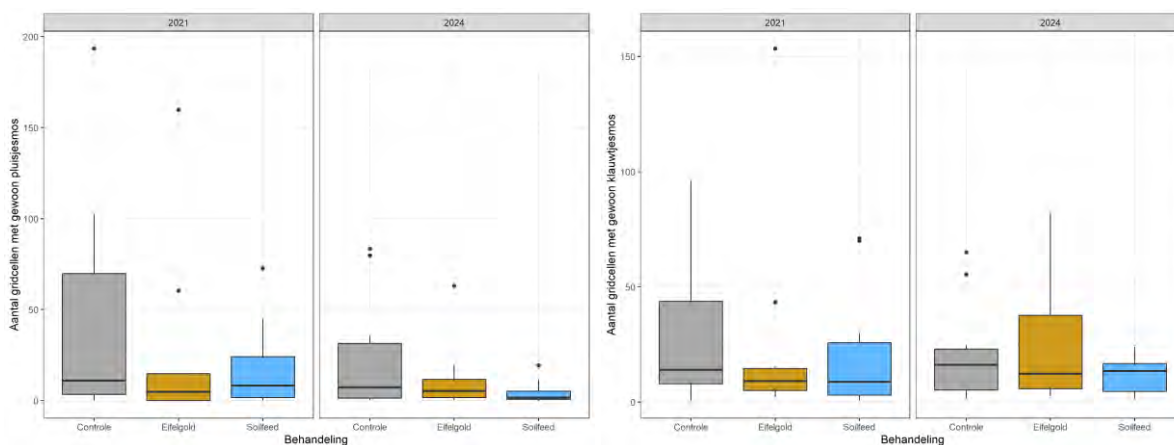 2021
2024
Aantal gridcellen met gewoon pluisjesmos
200
150
100
50
0
Controle
Eifelgold
Soilfeed
Controle
Eifelgold
Soilfeed
Behandeling
2021
2024
Aantal gridcellen met gewoon klauwtjesmos
150
100
50
0
Controle
Eifelgold
Soilfeed
Controle
Eifelgold
Soilfeed
Behandeling